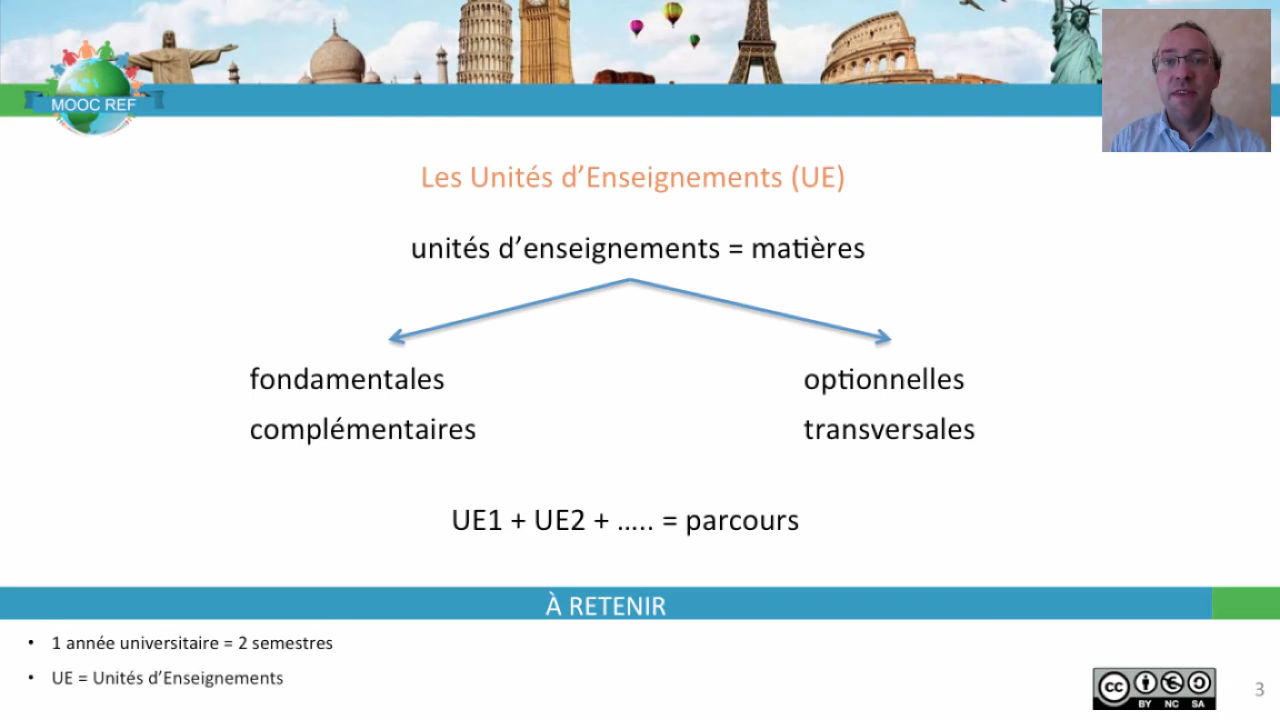 MOOC REF
Les Unités d’Enseignements (UE)
unités d’enseignements = matières
fondamentales
optionnelles
complémentaires
transversales
UE1 + UE2 + ….. = parcours
À RETENIR
• 1 année universitaire = 2 semestres
• UE = Unités d’Enseignements
cc
BY NC SA
3